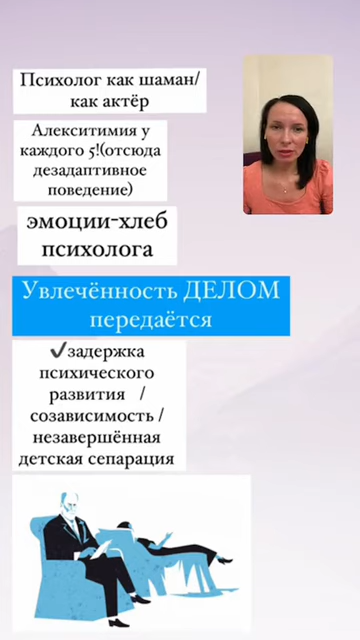 Психолог как шаман/
как актёр
Алекситимия у
каждого 5!(отсюда
дезадаптивное
поведение)
эмоции-хлеб
психолога
Увлечённость ДЕЛОМ
передаётся
✔задержка
психического
развития /
созависимость /
незавершённая
детская сепарация